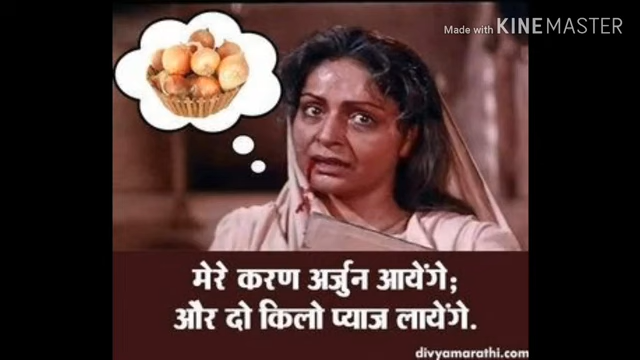 Made with KINEMASTER
मेरे करण अर्जुन आयेंगे;
और दो किलो प्याज लायेंगे.
divyamarathi.com